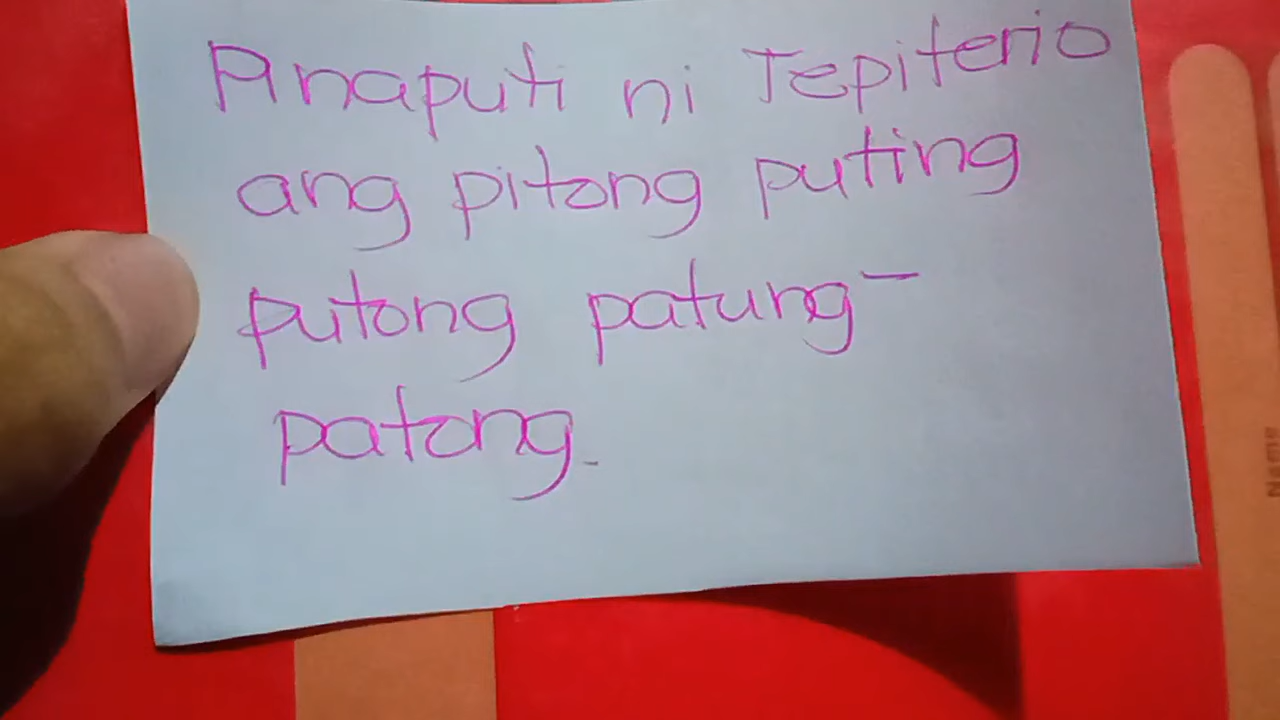 Pinaputi ni Tepiterio
ang pitong puting
putong patung-
patong.